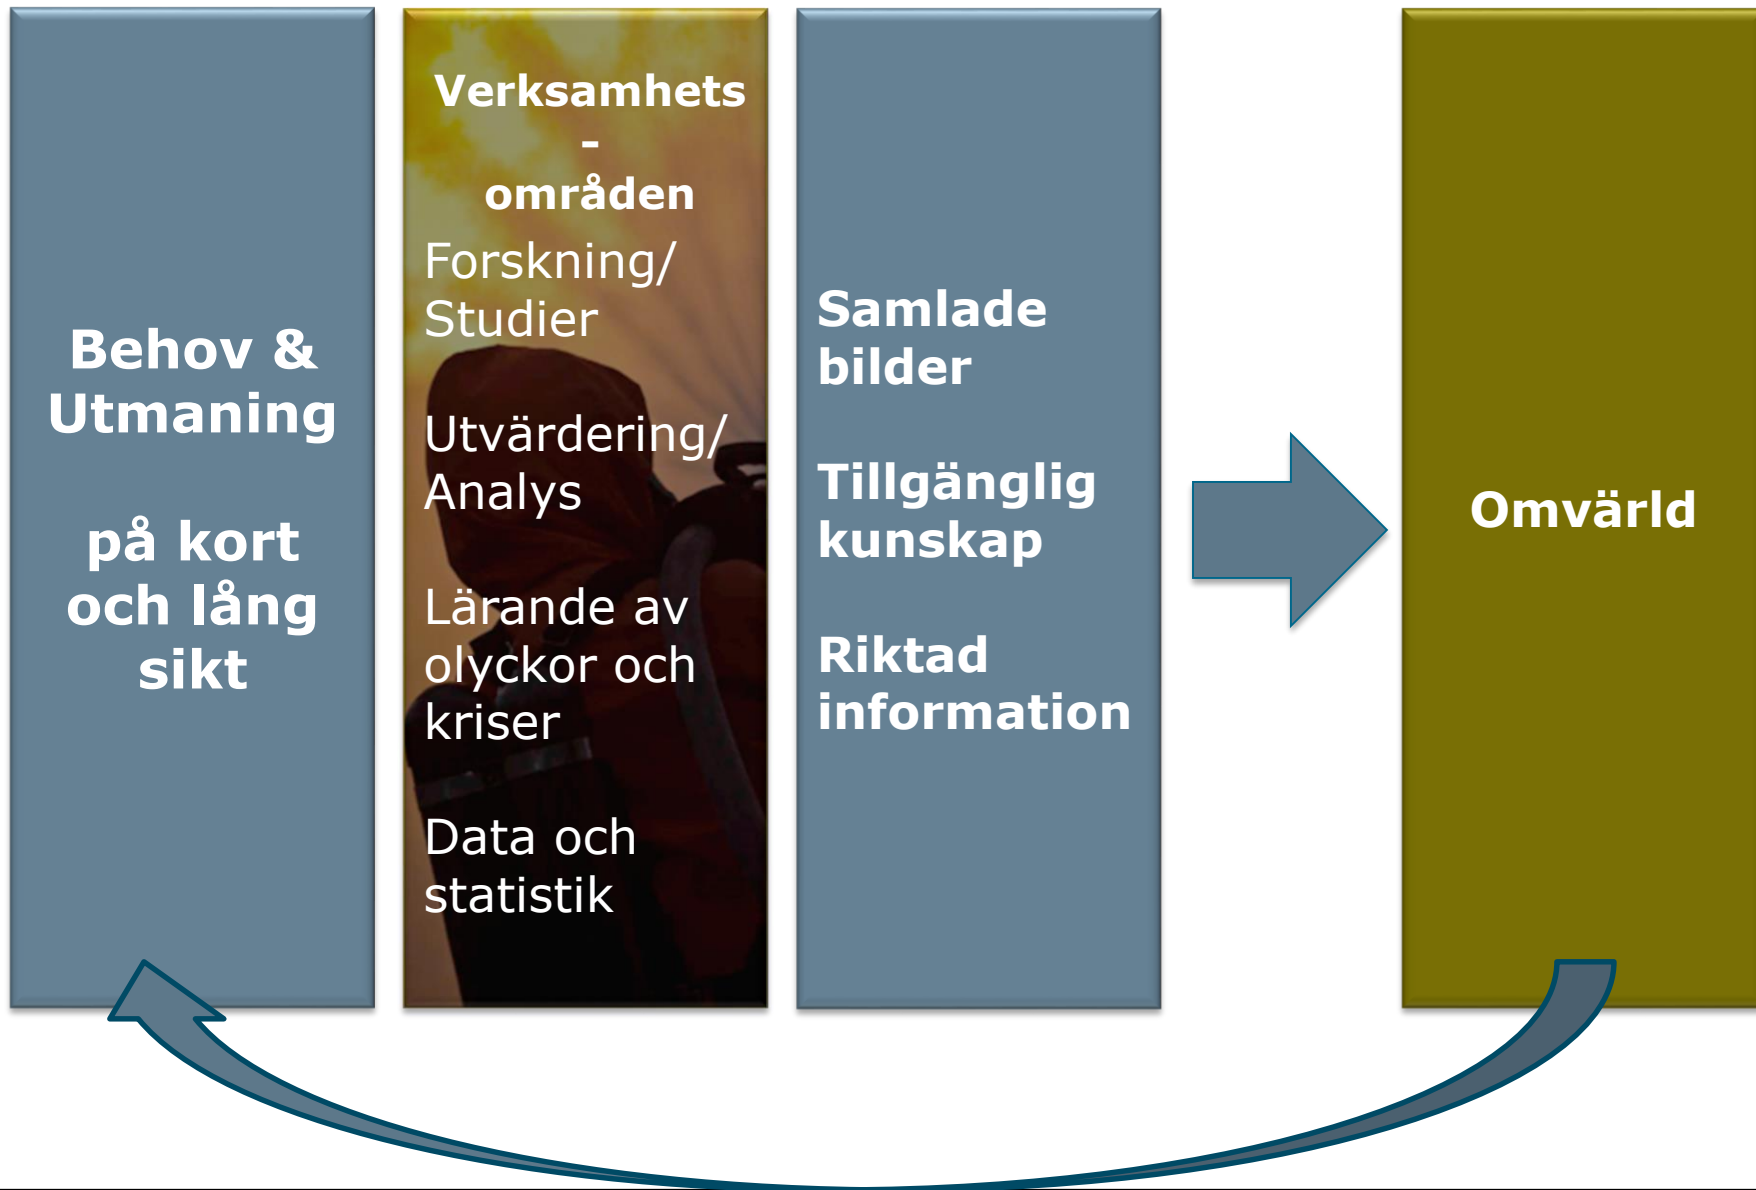 Behov &
Utmaning
på kort
och lång
sikt
Verksamhets
-
områden
Forskning/
Studier
Utvärdering/
Analys
Lärande av
olyckor och
kriser
Data och
statistik
Samlade
bilder
Tillgänglig
kunskap
Riktad
information
Omvärld